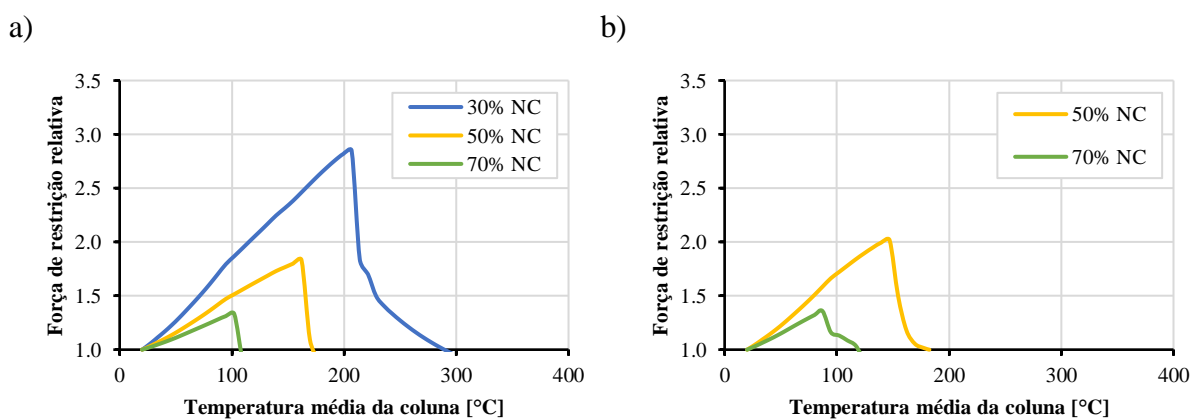 a)
3.5
3.0
2.5
2.0
1.5
1.0
0
100
200
300
400
Força de restrição relativa
Temperatura média da coluna [°C]
30% NC
50% NC
70% NC
b)
3.5
3.0
2.5
2.0
1.5
1.0
0
100
200
300
400
Força de restrição relativa
Temperatura média da coluna [°C]
50% NC
70% NC